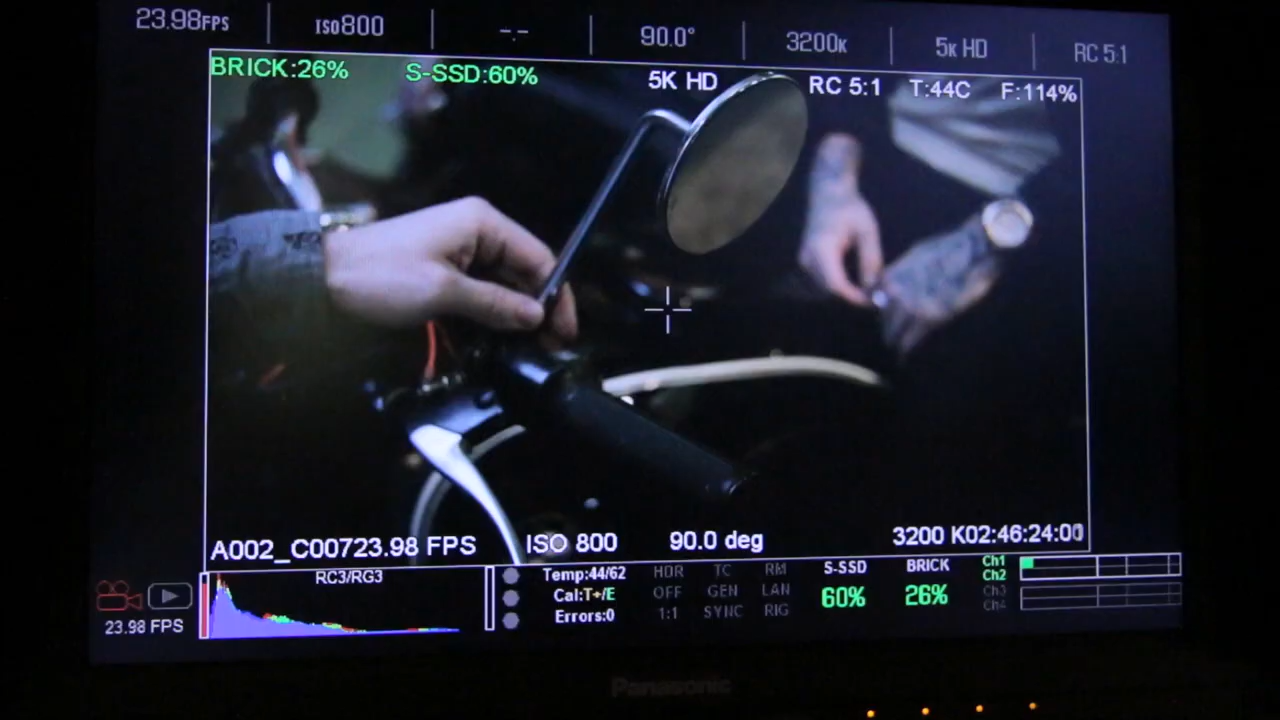 23.98FPS ISO800 -.- 90.0° 3200K 5K HD RC 5:1
BRICK:26% S-SSD:60% 5K HD RC 5:1 T:44C F:114%
A002_C00723.98 FPS ISO 800 90.0 deg 3200 K02:46:24:00
RC3/RG3
23.98 FPS
Temp:44/62 HDR TC RM S-SSD BRICK Ch1
Cal:T+/E OFF GEN LAN 60% 26% Ch2
Errors:0 1:1 SYNC RIG Ch3
Ch4
Panasonic